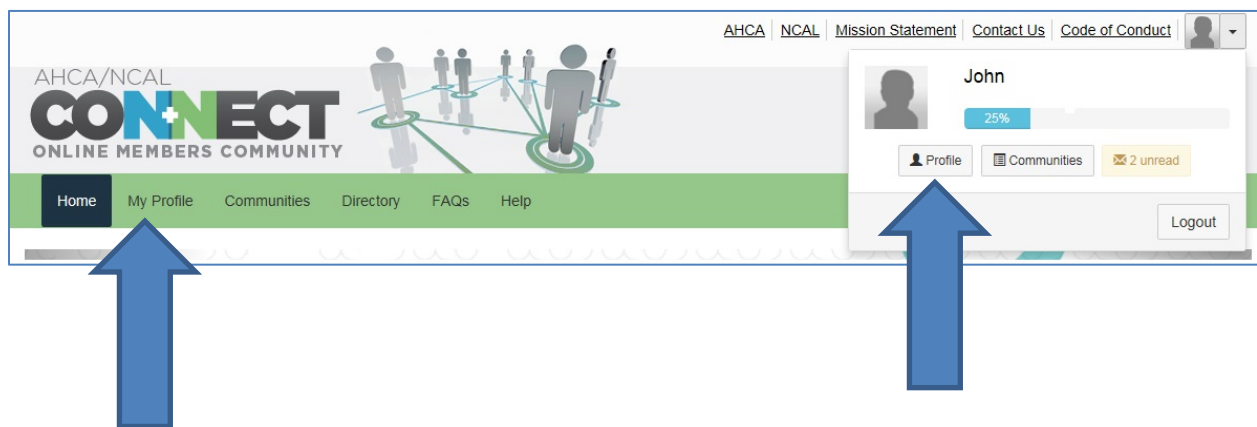 AHCA NCAL Mission Statement Contact Us Code of Conduct
AHCA/NCAL
CONNECT
ONLINE MEMBERS COMMUNITY
John
25%
Profile Communities 2 unread
Logout
Home My Profile Communities Directory FAQs Help